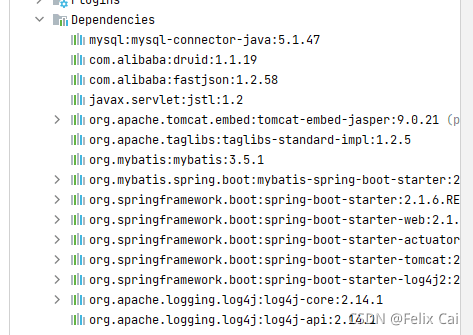 Plugins
Dependencies
mysql:mysql-connector-java:5.1.47
com.alibaba:druid:1.1.19
com.alibaba:fastjson:1.2.58
javax.servlet:jstl:1.2
org.apache.tomcat.embed:tomcat-embed-jasper:9.0.21 (p
org.apache.taglibs:taglibs-standard-impl:1.2.5
org.mybatis:mybatis:3.5.1
org.mybatis.spring.boot:mybatis-spring-boot-starter:2
org.springframework.boot:spring-boot-starter:2.1.6.RE
org.springframework.boot:spring-boot-starter-web:2.1.
org.springframework.boot:spring-boot-starter-actuator
org.springframework.boot:spring-boot-starter-tomcat:2
org.springframework.boot:spring-boot-starter-log4j2:2
org.apache.logging.log4j:log4j-core:2.14.1
org.apache.logging.log4j:log4j-api:2.14.1
CSDN @Felix Cai